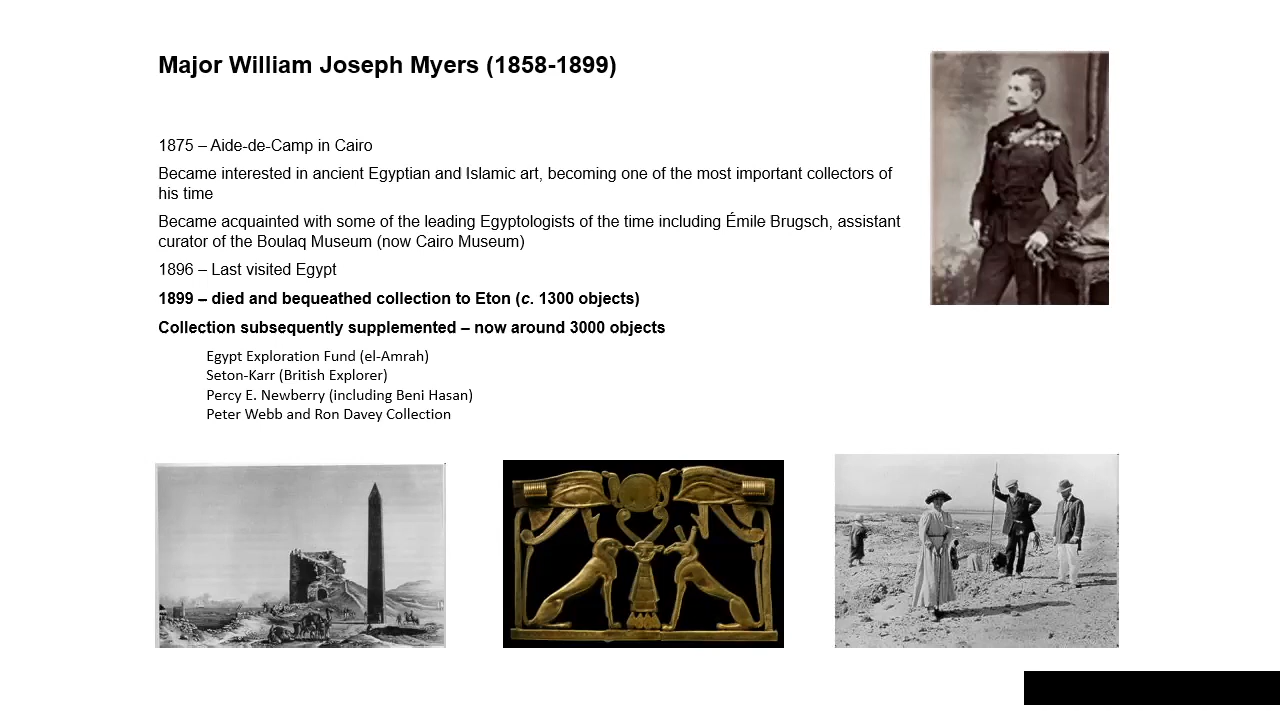 Major William Joseph Myers (1858-1899)
1875 – Aide-de-Camp in Cairo
Became interested in ancient Egyptian and Islamic art, becoming one of the most important collectors of
his time
Became acquainted with some of the leading Egyptologists of the time including Émile Brugsch, assistant
curator of the Boulaq Museum (now Cairo Museum)
1896 – Last visited Egypt
1899 – died and bequeathed collection to Eton (c. 1300 objects)
Collection subsequently supplemented – now around 3000 objects
Egypt Exploration Fund (el-Amrah)
Seton-Karr (British Explorer)
Percy E. Newberry (including Beni Hasan)
Peter Webb and Ron Davey Collection